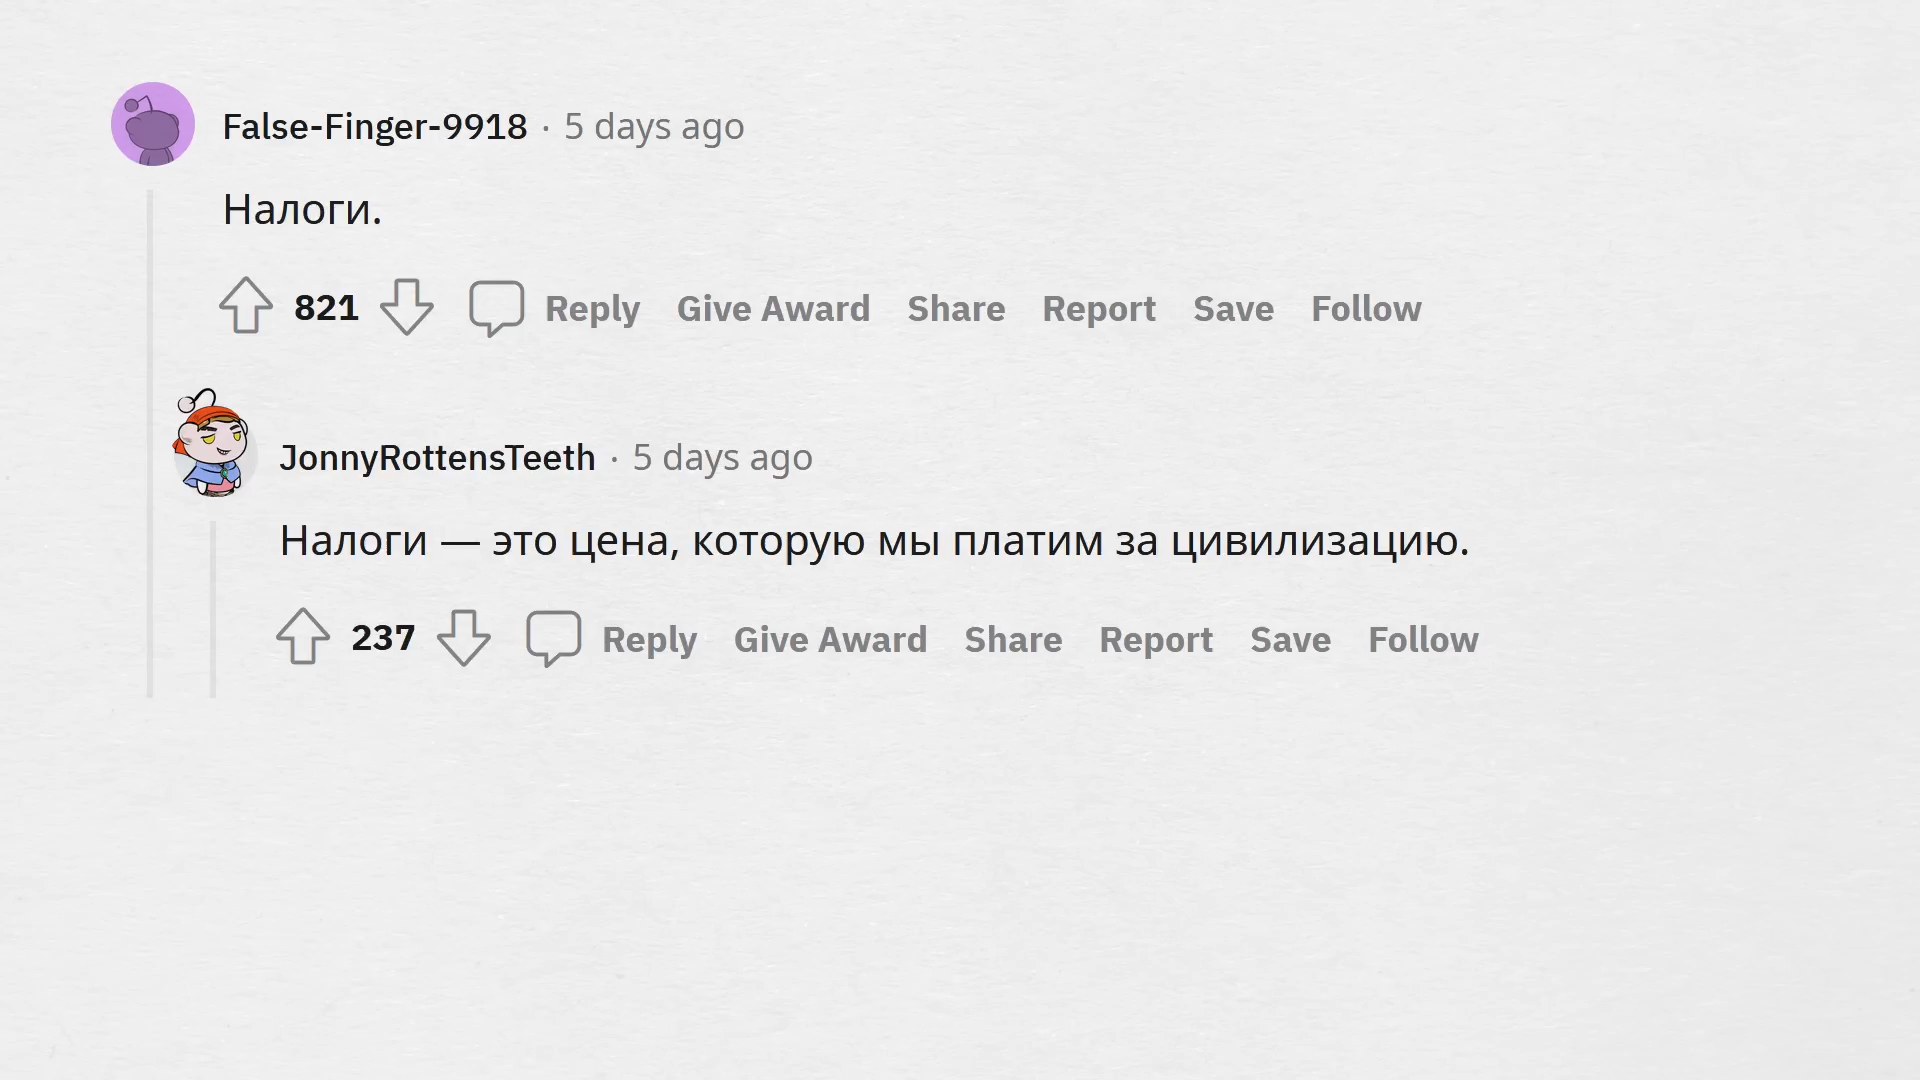 False-Finger-9918 · 5 days ago
Налоги.
821 Reply Give Award Share Report Save Follow
JonnyRottensTeeth · 5 days ago
Налоги — это цена, которую мы платим за цивилизацию.
237 Reply Give Award Share Report Save Follow